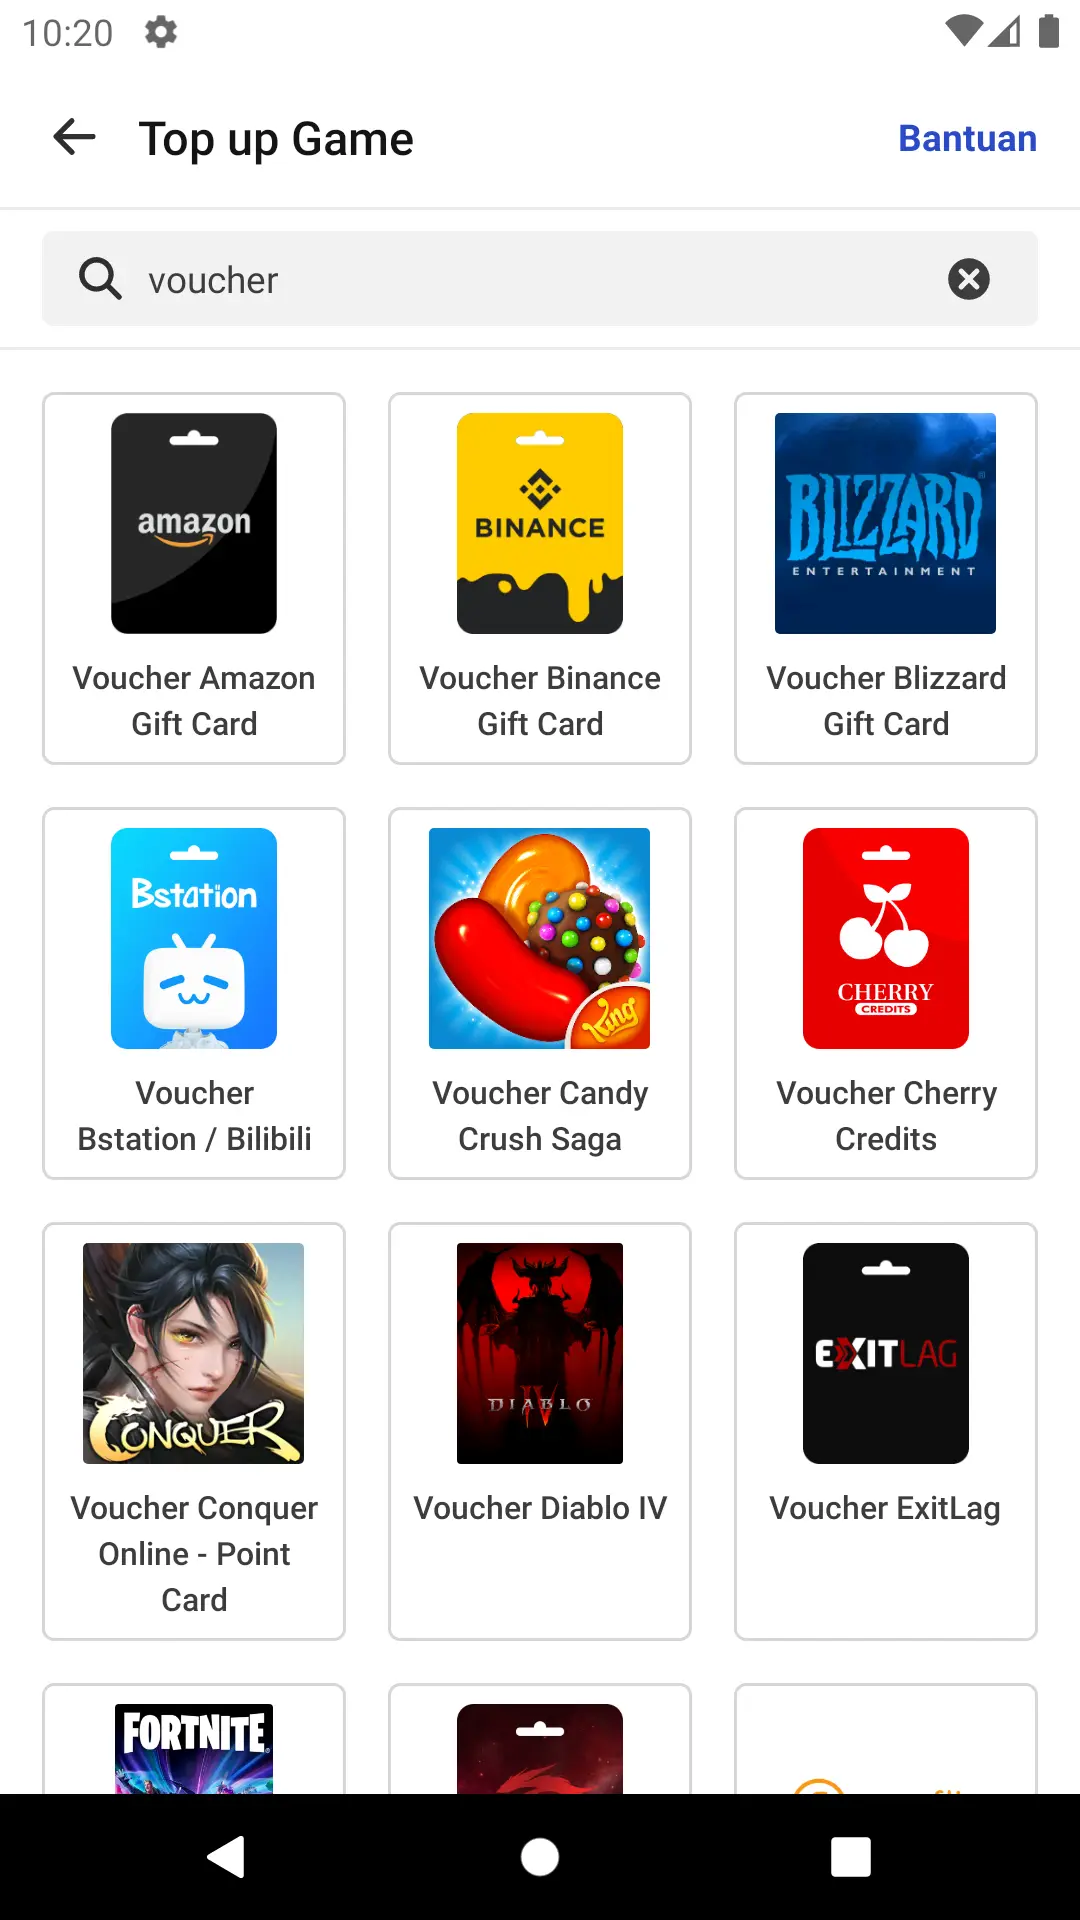 10:20
Top up Game
Bantuan
voucher
amazon
BINANCE
BLIZZARD
ENTERTAINMENT
Voucher Amazon
Gift Card
Voucher Binance
Gift Card
Voucher Blizzard
Gift Card
Bstation
King
CHERRY
CREDITS
Voucher
Bstation / Bilibili
Voucher Candy
Crush Saga
Voucher Cherry
Credits
CONQUER
DIABLO
IV
EXITLAG
Voucher Conquer
Online - Point
Card
Voucher Diablo IV
Voucher ExitLag
FORTNITE